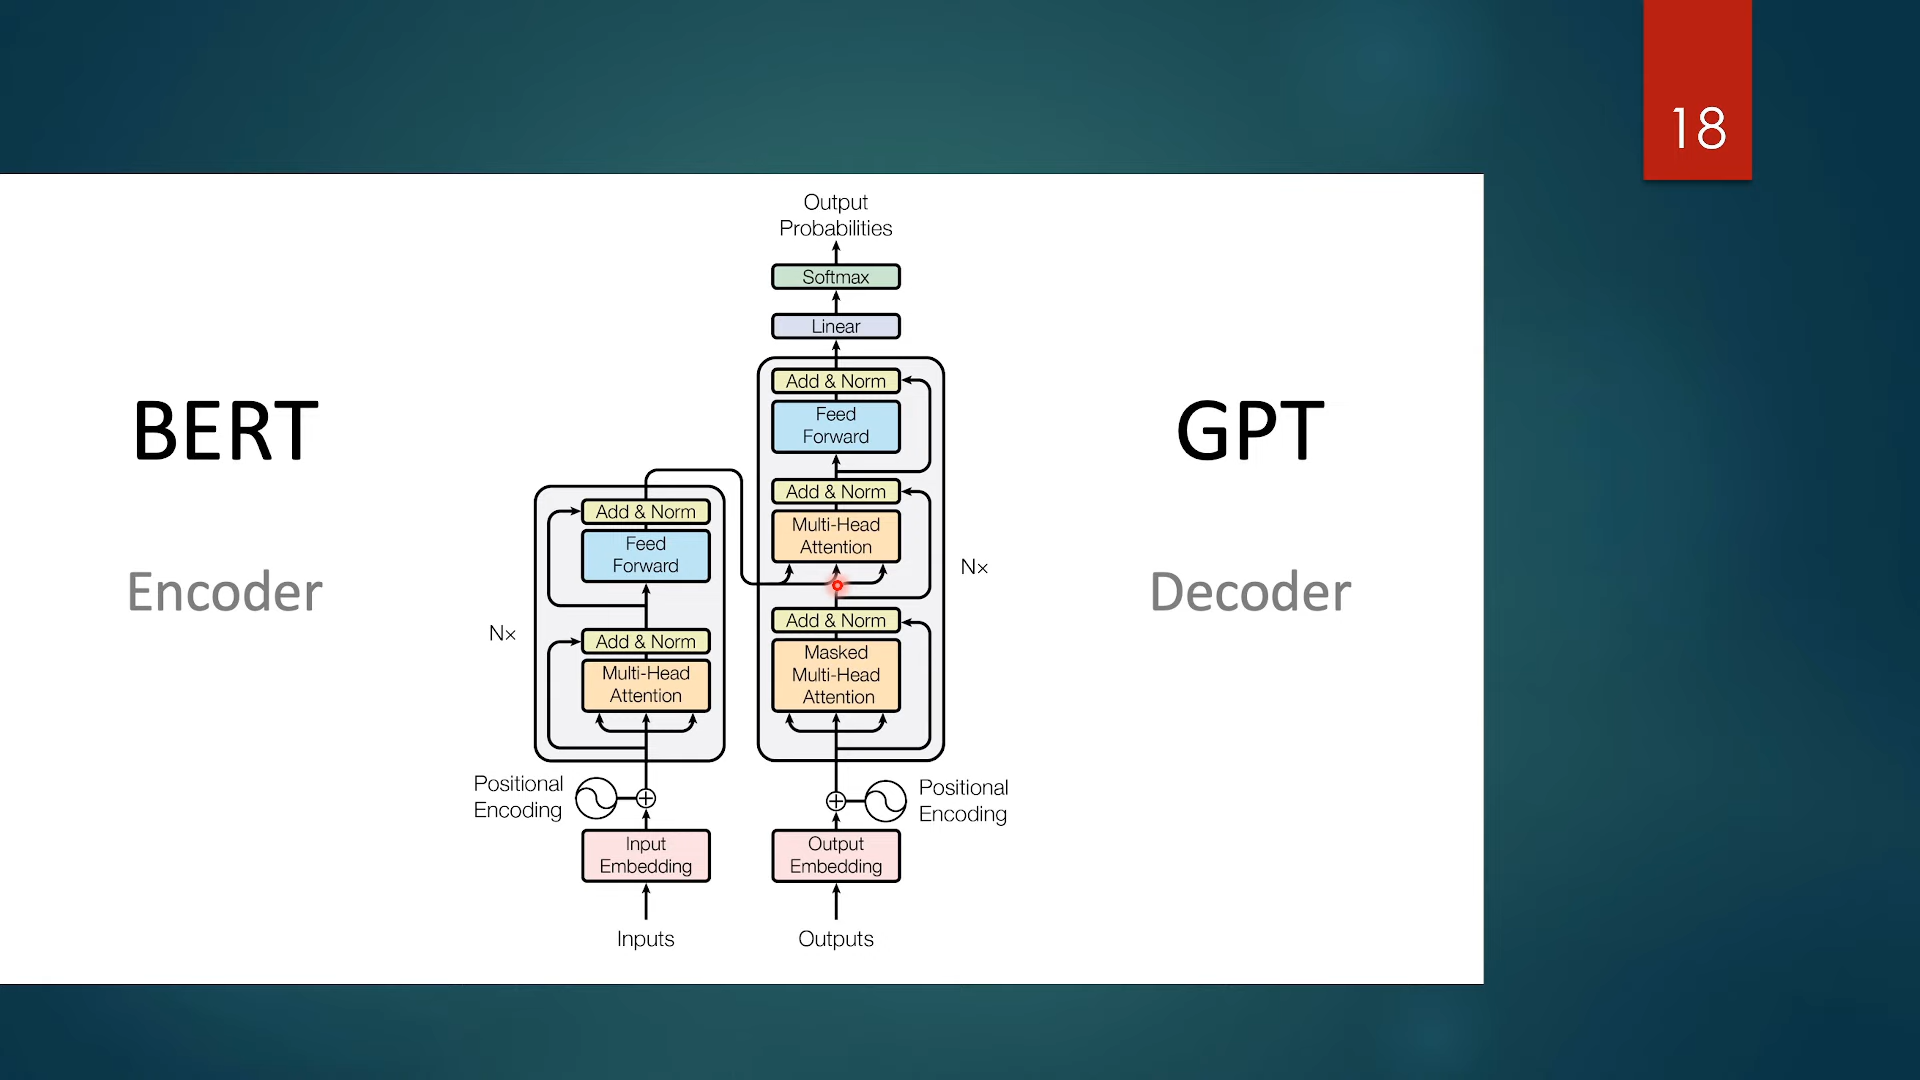 18
BERT
Encoder
Output
Probabilities
Softmax
Linear
Add & Norm
Feed
Forward
Add & Norm
Multi-Head
Attention
Add & Norm
Masked
Multi-Head
Attention
Nx
Add & Norm
Feed
Forward
Add & Norm
Multi-Head
Attention
Nx
Positional
Encoding
Positional
Encoding
Input
Embedding
Output
Embedding
Inputs
Outputs
GPT
Decoder